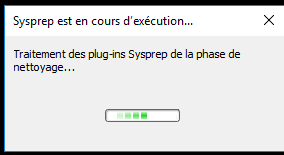 Sysprep est en cours d'exécution...
Traitement des plug-ins Sysprep de la phase de
nettoyage...